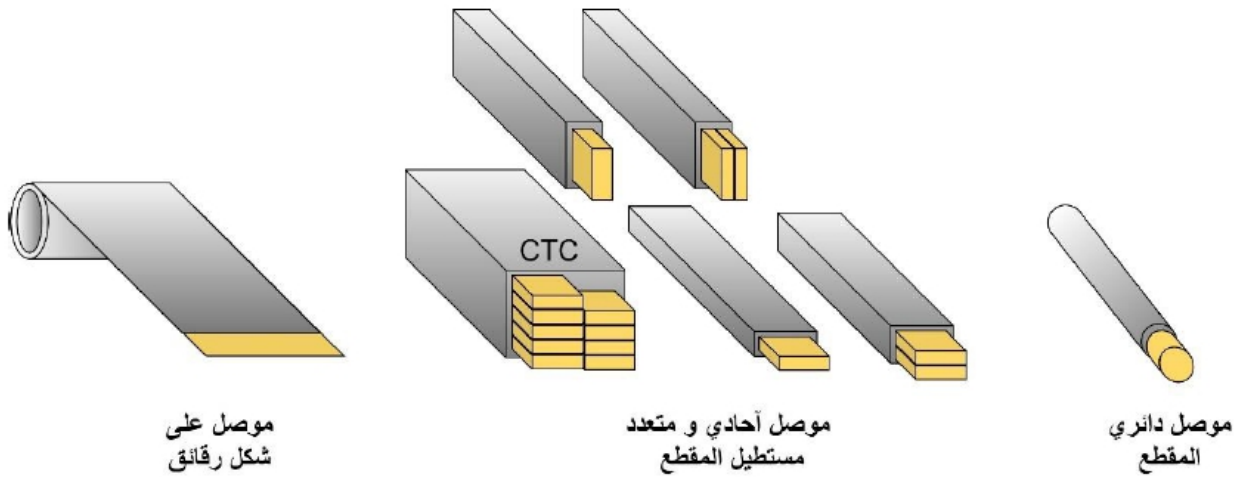 CTC
موصل دائري
المقطع
موصل آحادي و متعدد
مستطيل المقطع
موصل على
شكل رقائق